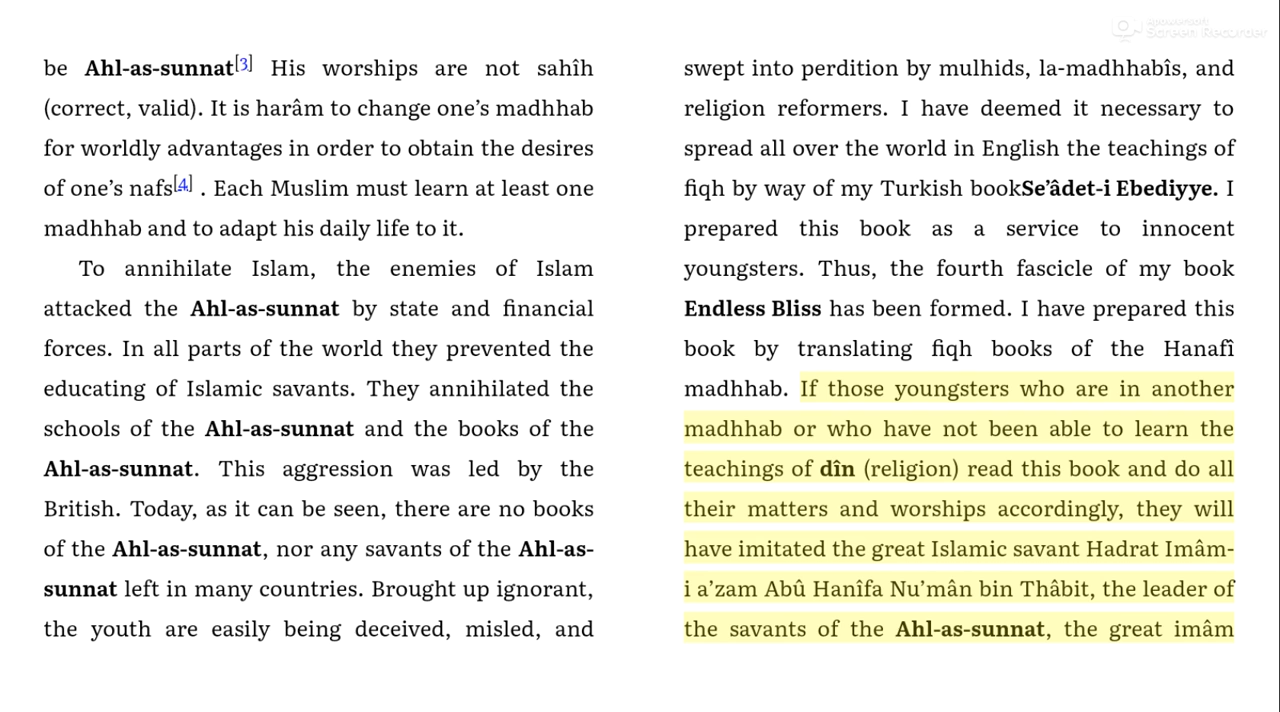 Apowersoft
Screen Recorder
be Ahl-as-sunnat[3] His worships are not sahîh
(correct, valid). It is harâm to change one’s madhhab
for worldly advantages in order to obtain the desires
of one’s nafs[4] . Each Muslim must learn at least one
madhhab and to adapt his daily life to it.
To annihilate Islam, the enemies of Islam
attacked the Ahl-as-sunnat by state and financial
forces. In all parts of the world they prevented the
educating of Islamic savants. They annihilated the
schools of the Ahl-as-sunnat and the books of the
Ahl-as-sunnat. This aggression was led by the
British. Today, as it can be seen, there are no books
of the Ahl-as-sunnat, nor any savants of the Ahl-as-
sunnat left in many countries. Brought up ignorant,
the youth are easily being deceived, misled, and
swept into perdition by mulhids, la-madhhabîs, and
religion reformers. I have deemed it necessary to
spread all over the world in English the teachings of
fiqh by way of my Turkish bookSe’âdet-i Ebediyye. I
prepared this book as a service to innocent
youngsters. Thus, the fourth fascicle of my book
Endless Bliss has been formed. I have prepared this
book by translating fiqh books of the Hanafî
madhhab. If those youngsters who are in another
madhhab or who have not been able to learn the
teachings of dîn (religion) read this book and do all
their matters and worships accordingly, they will
have imitated the great Islamic savant Hadrat Imâm-
i a’zam Abû Hanîfa Nu’mân bin Thâbit, the leader of
the savants of the Ahl-as-sunnat, the great imâm